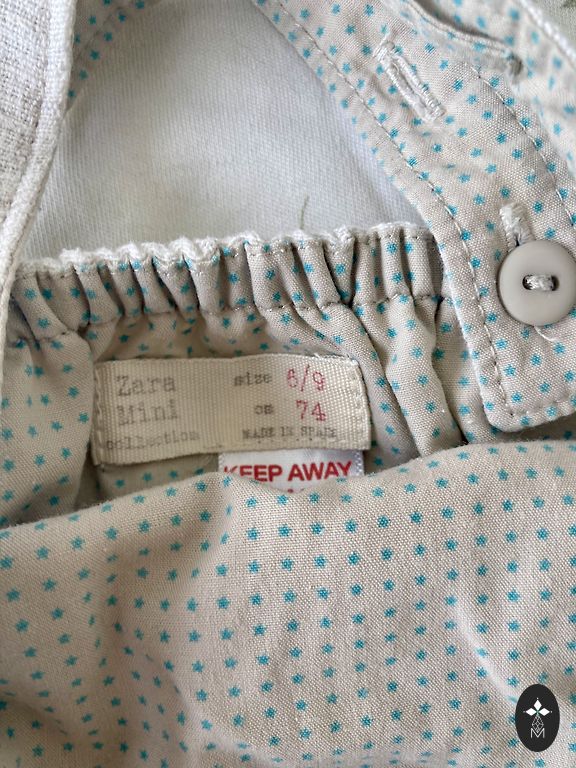 Zara
Mini
collection
size 6/9
cm 74
MADE IN SPAIN
KEEP AWAY